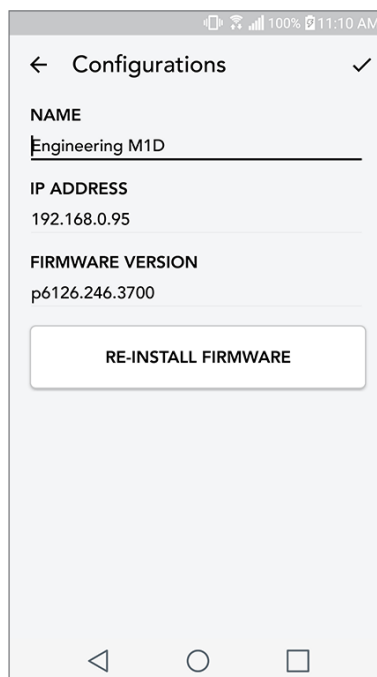 100% 11:10 AM
Configurations
NAME
Engineering M1D
IP ADDRESS
192.168.0.95
FIRMWARE VERSION
p6126.246.3700
RE-INSTALL FIRMWARE